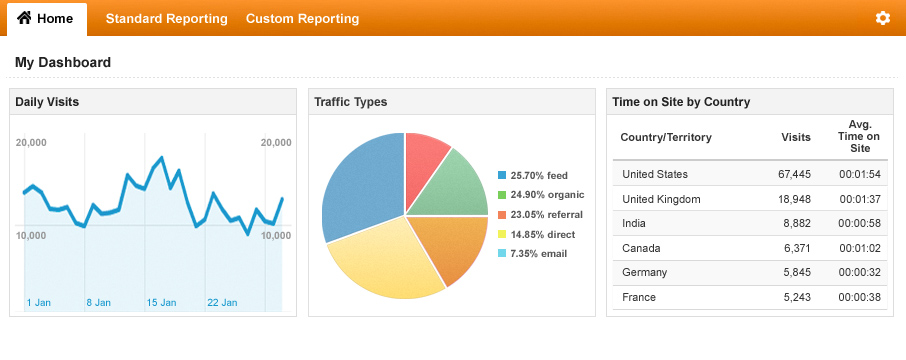 Home Standard Reporting Custom Reporting
My Dashboard
Daily Visits
20,000 20,000
10,000 10,000
1 Jan 8 Jan 15 Jan 22 Jan
Traffic Types
25.70% feed
24.90% organic
23.05% referral
14.85% direct
7.35% email
Time on Site by Country
Country/Territory Visits Avg. Time on Site
United States 67,445 00:01:54
United Kingdom 18,948 00:01:37
India 8,882 00:00:58
Canada 6,371 00:01:02
Germany 5,845 00:00:32
France 5,243 00:00:38